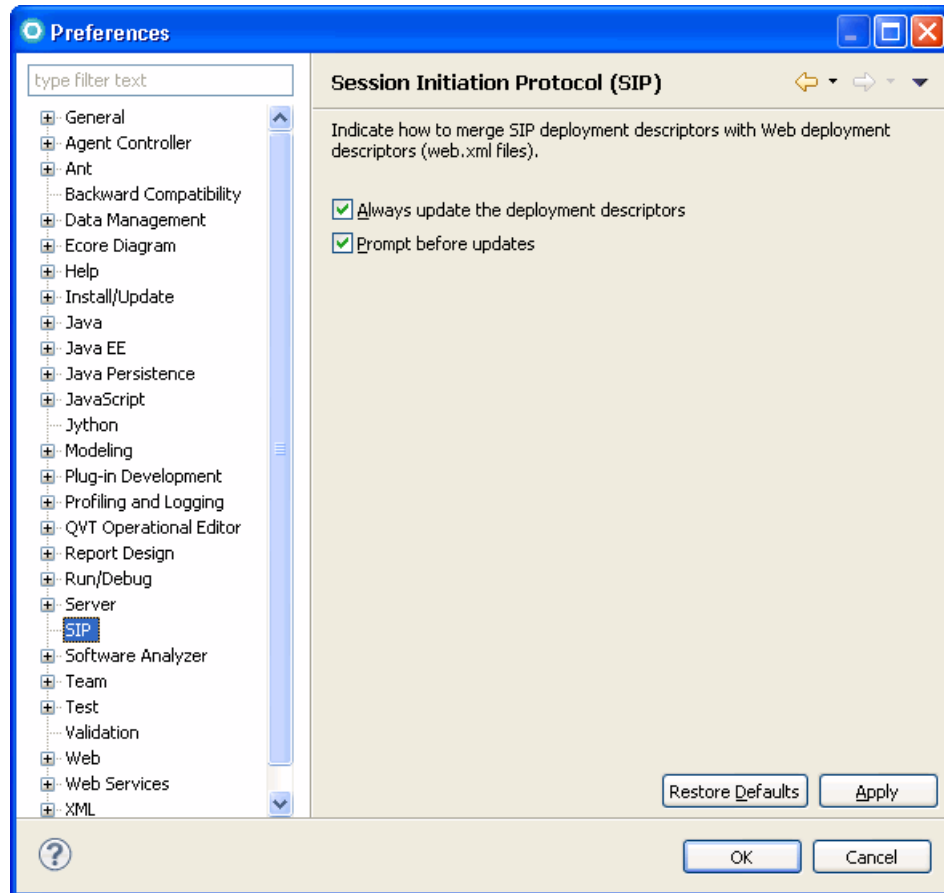 Preferences
type filter text
General
Agent Controller
Ant
Backward Compatibility
Data Management
Ecore Diagram
Help
Install/Update
Java
Java EE
Java Persistence
JavaScript
Jython
Modeling
Plug-in Development
Profiling and Logging
QVT Operational Editor
Report Design
Run/Debug
Server
SIP
Software Analyzer
Team
Test
Validation
Web
Web Services
XML
Session Initiation Protocol (SIP)
Indicate how to merge SIP deployment descriptors with Web deployment
descriptors (web.xml files).
Always update the deployment descriptors
Prompt before updates
Restore Defaults
Apply
?
OK
Cancel